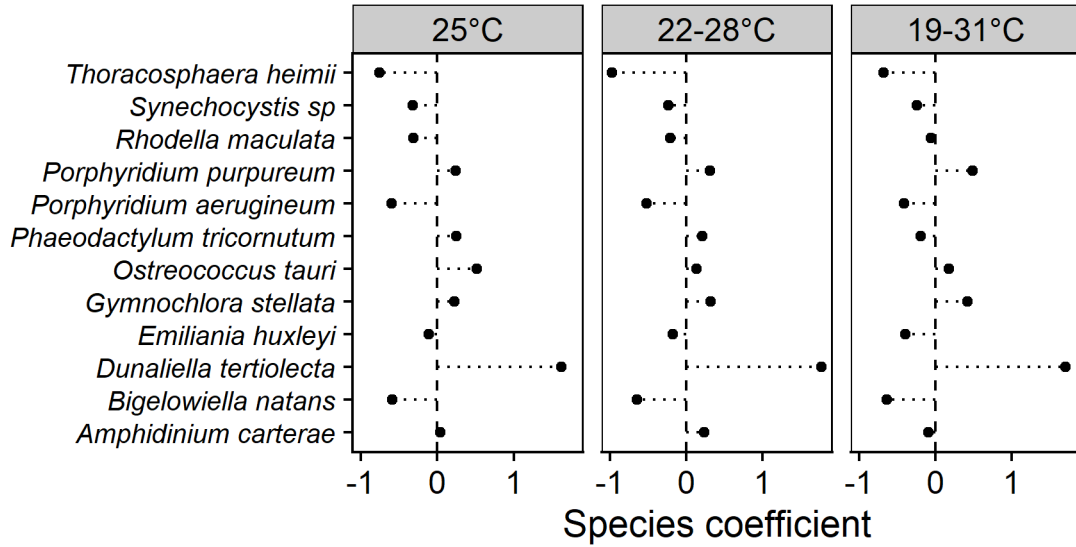 25°C 22-28°C 19-31°C
Thoracosphaera heimii
Synechocystis sp
Rhodella maculata
Porphyridium purpureum
Porphyridium aerugineum
Phaeodactylum tricornutum
Ostreococcus tauri
Gymnochlora stellata
Emiliania huxleyi
Dunaliella tertiolecta
Bigelowiella natans
Amphidinium carterae
-1 0 1 -1 0 1 -1 0 1
Species coefficient